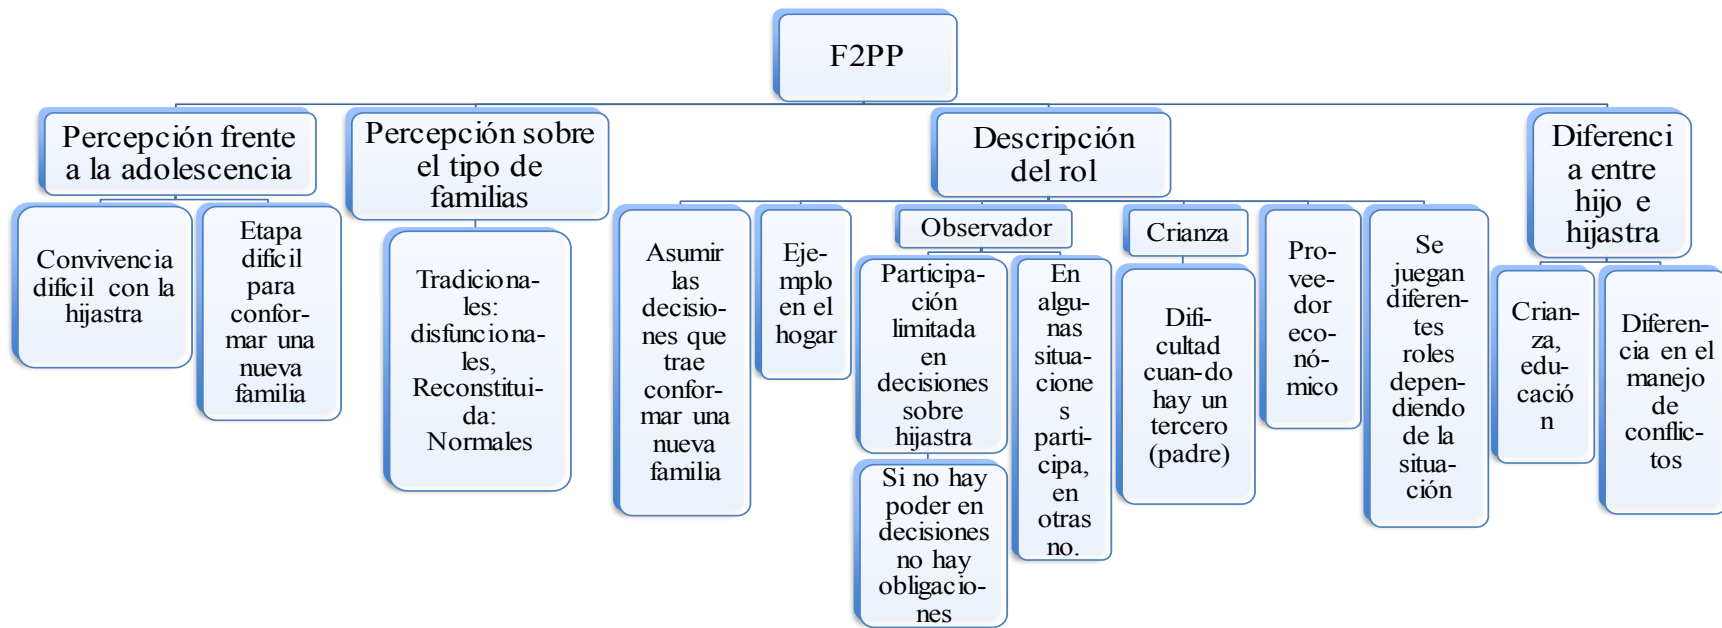 F2PP
Percepción frente
a la adolescencia
Convivencia
difícil con la
hijastra
Etapa
difícil
para
confor-
mar una
nueva
familia
Percepción sobre
el tipo de
familias
Tradiciona-
les:
disfunciona-
les,
Reconstitui-
da:
Normales
Descripción
del rol
Asumir
las
decisio-
nes que
trae
confor-
mar una
nueva
familia
Eje-
mplo
en el
hogar
Observador
Participa-
ción
limitada
en
decisiones
sobre
hijastra
Si no hay
poder en
decisiones
no hay
obligacio-
nes
En
algu-
nas
situa-
cione
s
parti-
cipa,
en
otras
no.
Crianza
Difi-
cultad
cuan-do
hay un
tercero
(padre)
Pro-
vee-
dor
eco-
nó-
mico
Se
juegan
diferen-
tes
roles
depen-
diendo
de la
situa-
ción
Diferenci
a entre
hijo e
hijastra
Crian-
za,
edu-
cació
n
Diferen-
cia en el
manejo
de
conflic-
tos